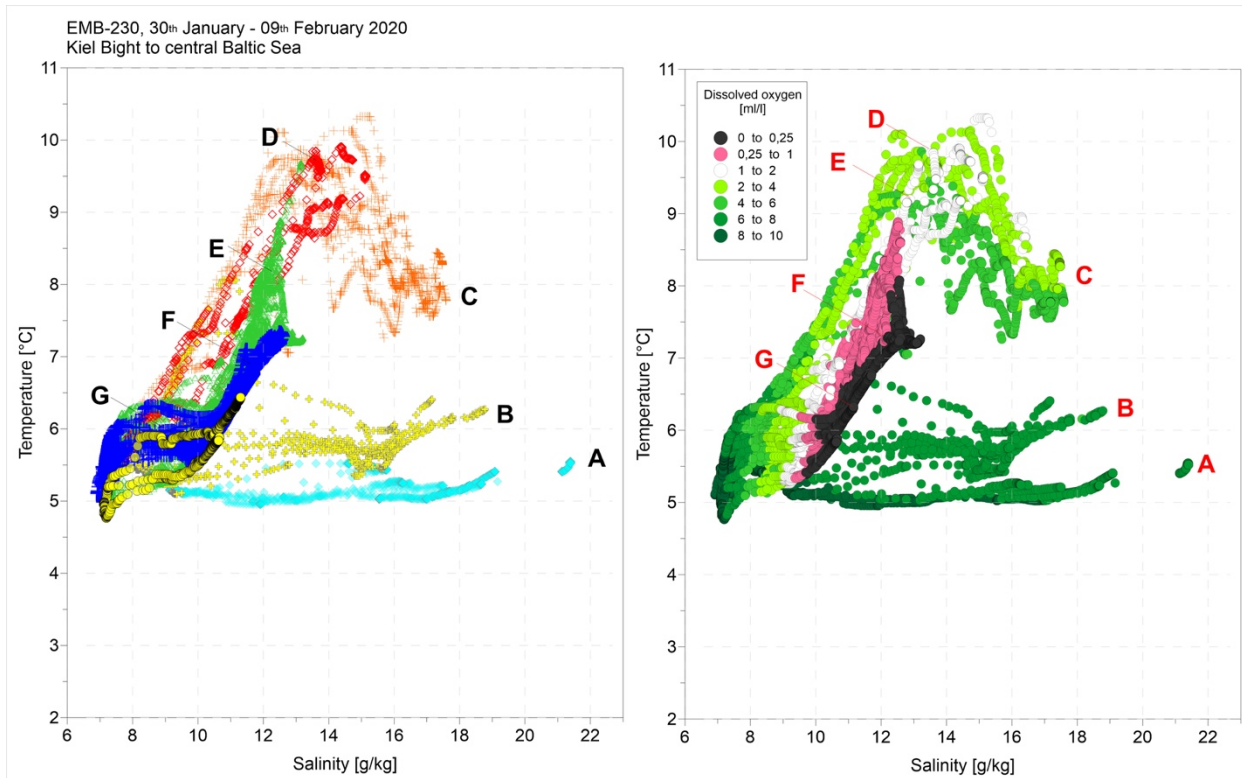 EMB-230, 30th January - 09th February 2020
Kiel Bight to central Baltic Sea
11
10
9
8
7
6
5
4
3
2
6
8
10
12
14
16
18
20
22
Temperature [°C]
Salinity [g/kg]
D
E
F
G
C
B
A
11
10
9
8
7
6
5
4
3
2
6
8
10
12
14
16
18
20
22
Temperature [°C]
Salinity [g/kg]
Dissolved oxygen
[ml/l]
0 to 0,25
0,25 to 1
1 to 2
2 to 4
4 to 6
6 to 8
8 to 10
D
E
F
G
C
B
A